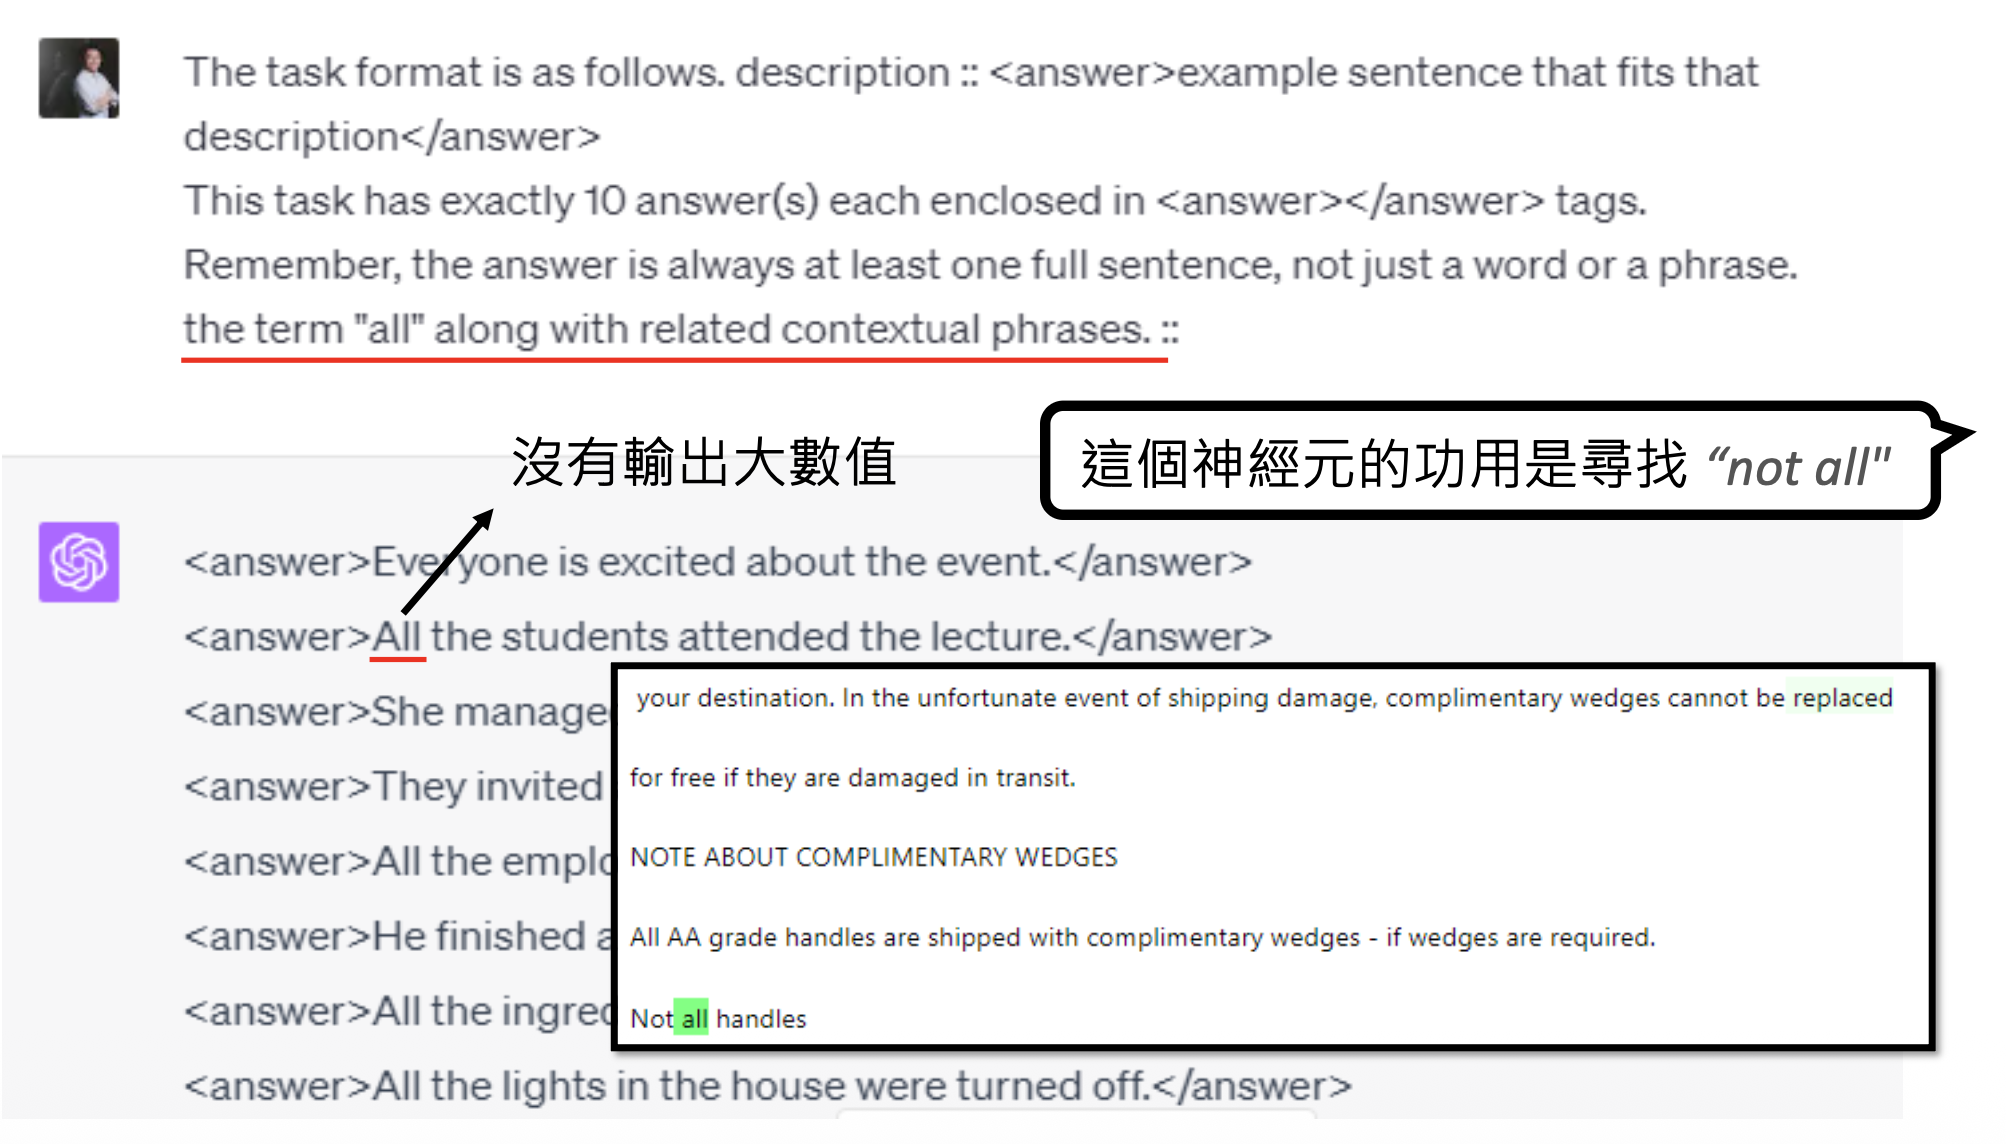 The task format is as follows. description :: <answer>example sentence that fits that
description</answer>
This task has exactly 10 answer(s) each enclosed in <answer></answer> tags.
Remember, the answer is always at least one full sentence, not just a word or a phrase.
the term "all" along with related contextual phrases. ::
沒有輸出大數值
這個神經元的功用是尋找 “not all"
<answer>Everyone is excited about the event.</answer>
<answer>All the students attended the lecture.</answer>
<answer>She manage
<answer>They invited
<answer>All the empl
<answer>He finished
<answer>All the ingre
<answer>All the lights in the house were turned off.</answer>
your destination. In the unfortunate event of shipping damage, complimentary wedges cannot be replaced
for free if they are damaged in transit.
NOTE ABOUT COMPLIMENTARY WEDGES
All AA grade handles are shipped with complimentary wedges - if wedges are required.
Not all handles